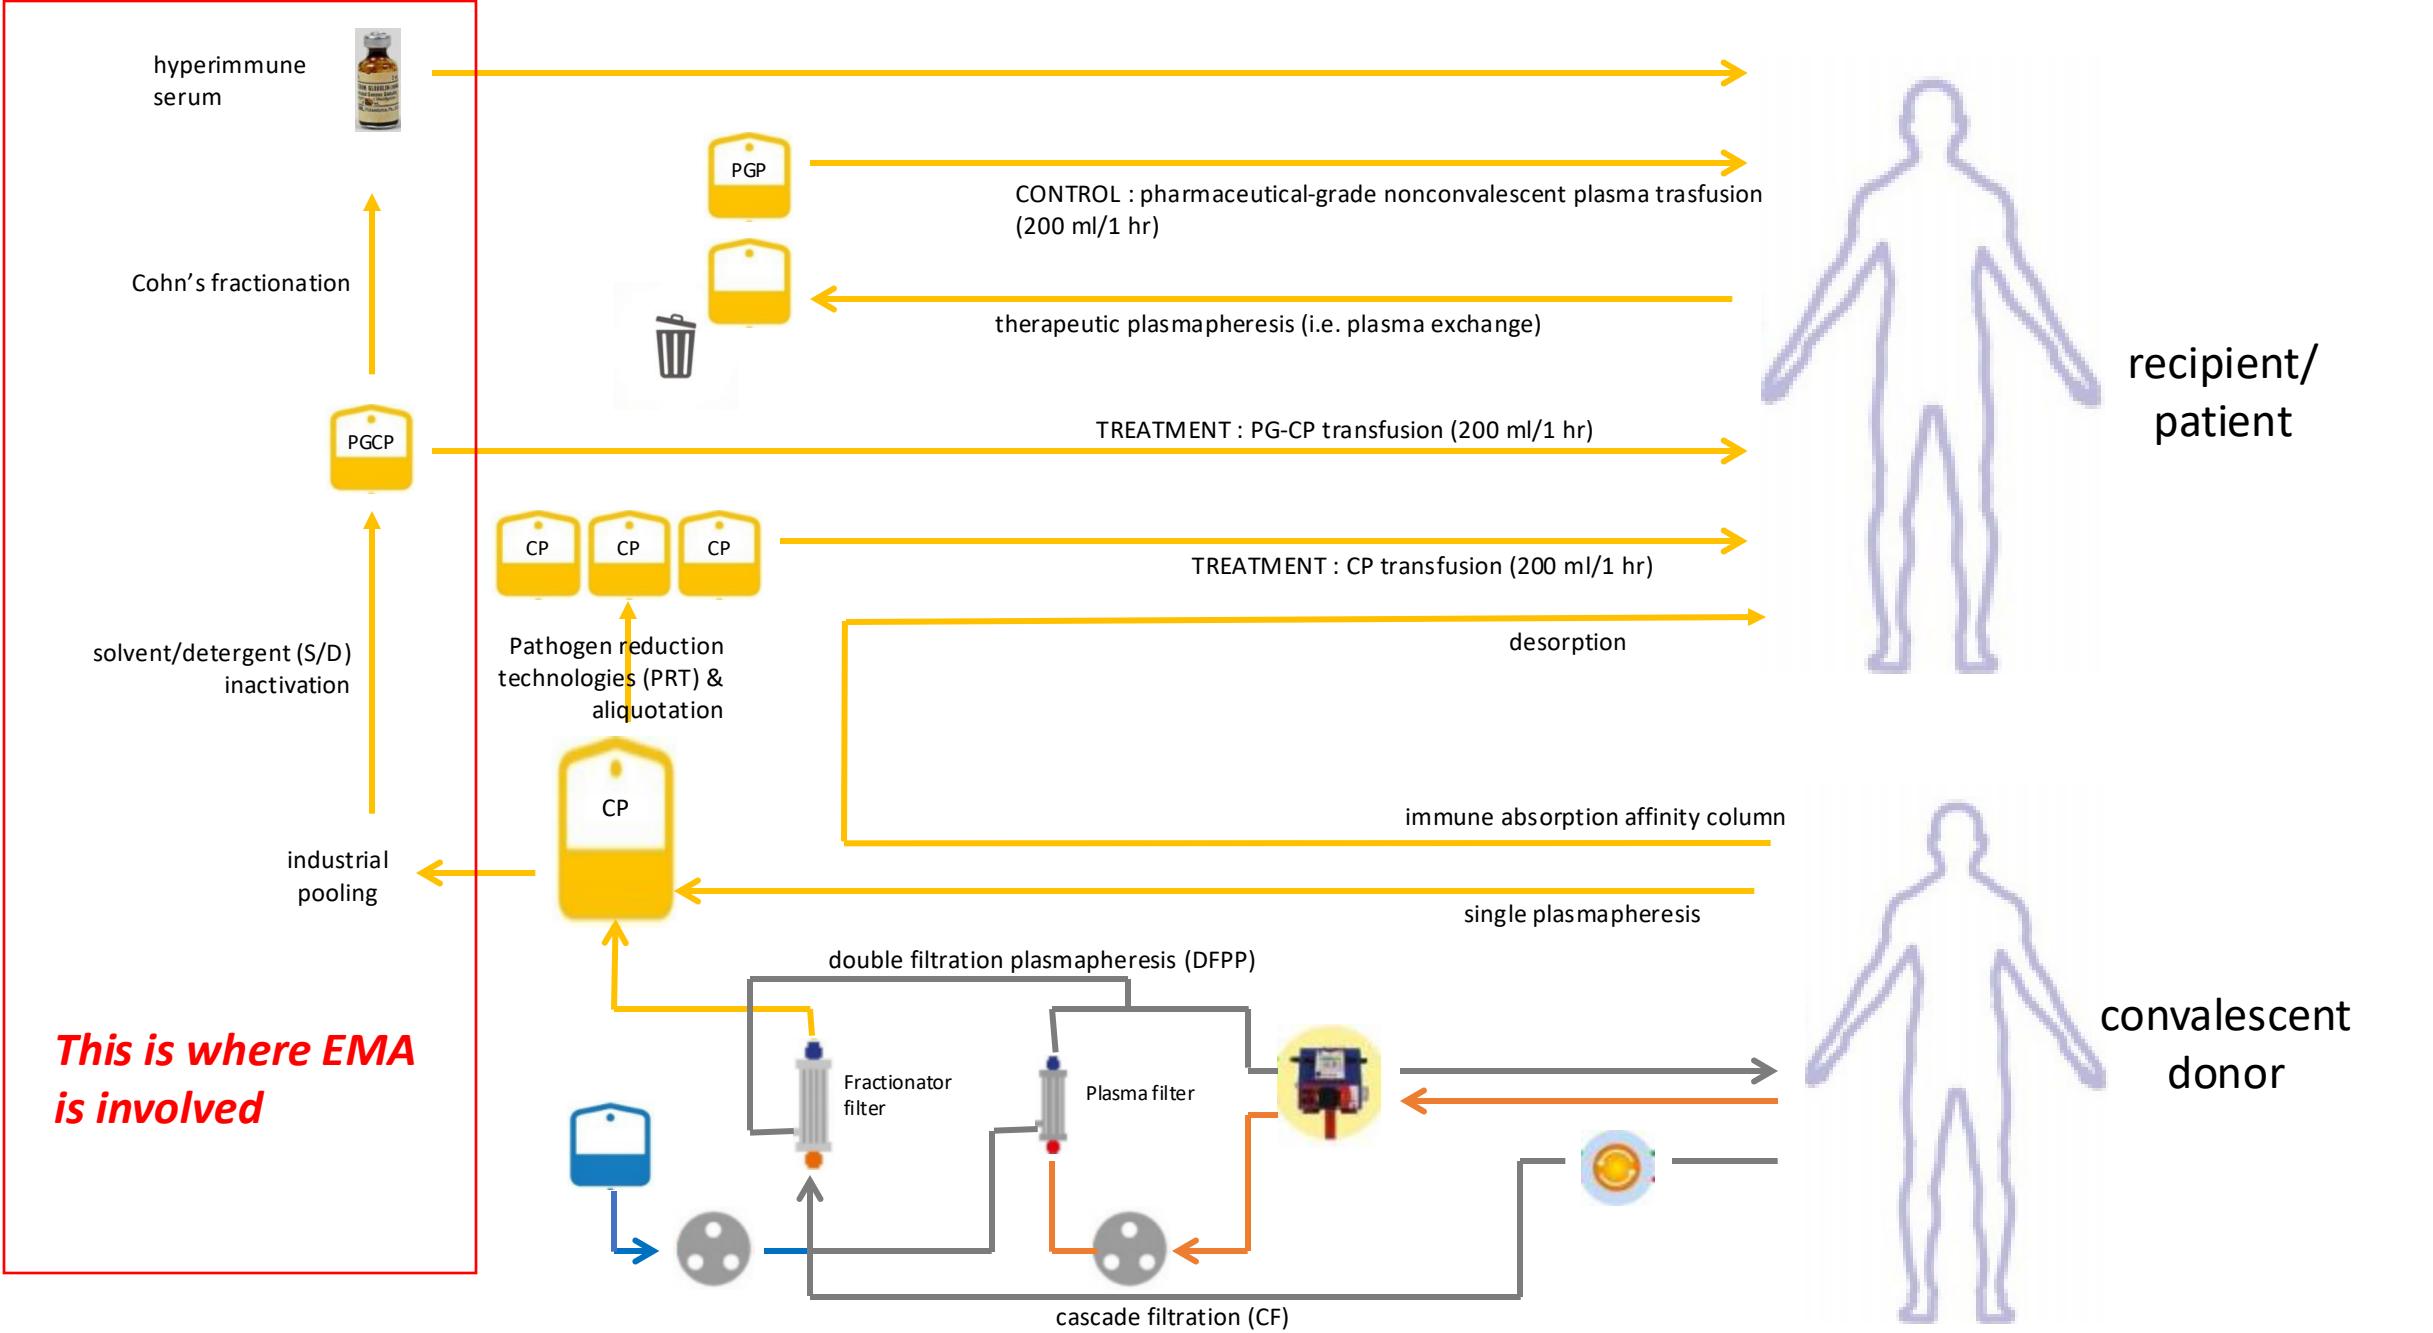 hyperimmune
serum
PGP
CONTROL : pharmaceutical-grade nonconvalescent plasma trasfusion
(200 ml/1 hr)
Cohn’s fractionation
therapeutic plasmapheresis (i.e. plasma exchange)
recipient/
patient
PGCP
TREATMENT : PG-CP transfusion (200 ml/1 hr)
CP
CP
CP
TREATMENT : CP transfusion (200 ml/1 hr)
solvent/detergent (S/D)
inactivation
Pathogen reduction
technologies (PRT) &
aliquotation
desorption
CP
immune absorption affinity column
industrial
pooling
single plasmapheresis
double filtration plasmapheresis (DFPP)
convalescent
donor
This is where EMA
is involved
Fractionator
filter
Plasma filter
cascade filtration (CF)